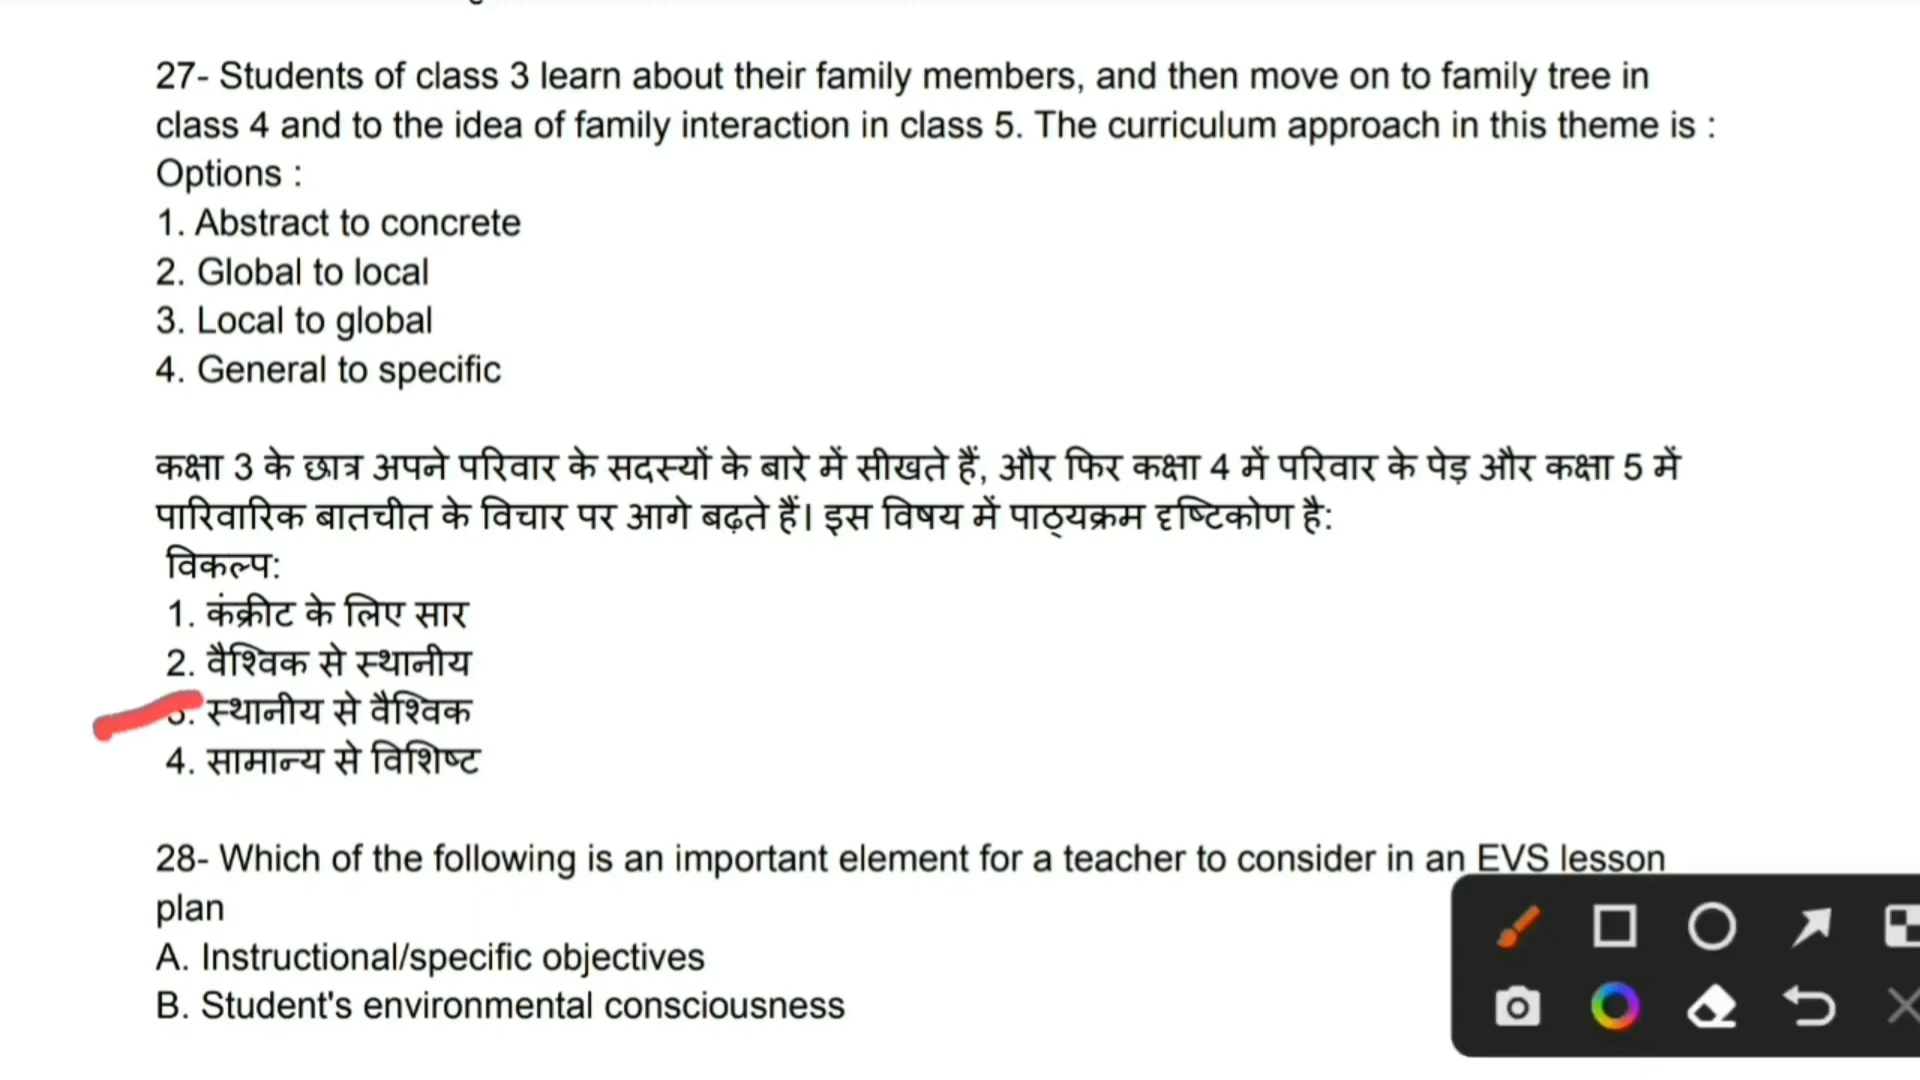 27- Students of class 3 learn about their family members, and then move on to family tree in
class 4 and to the idea of family interaction in class 5. The curriculum approach in this theme is :
Options :
1. Abstract to concrete
2. Global to local
3. Local to global
4. General to specific
कक्षा 3 के छात्र अपने परिवार के सदस्यों के बारे में सीखते हैं, और फिर कक्षा 4 में परिवार के पेड़ और कक्षा 5 में
पारिवारिक बातचीत के विचार पर आगे बढ़ते हैं। इस विषय में पाठ्यक्रम दृष्टिकोण है:
विकल्प:
1. कंक्रीट के लिए सार
2. वैश्विक से स्थानीय
3. स्थानीय से वैश्विक
4. सामान्य से विशिष्ट
28- Which of the following is an important element for a teacher to consider in an EVS lesson
plan
A. Instructional/specific objectives
B. Student's environmental consciousness